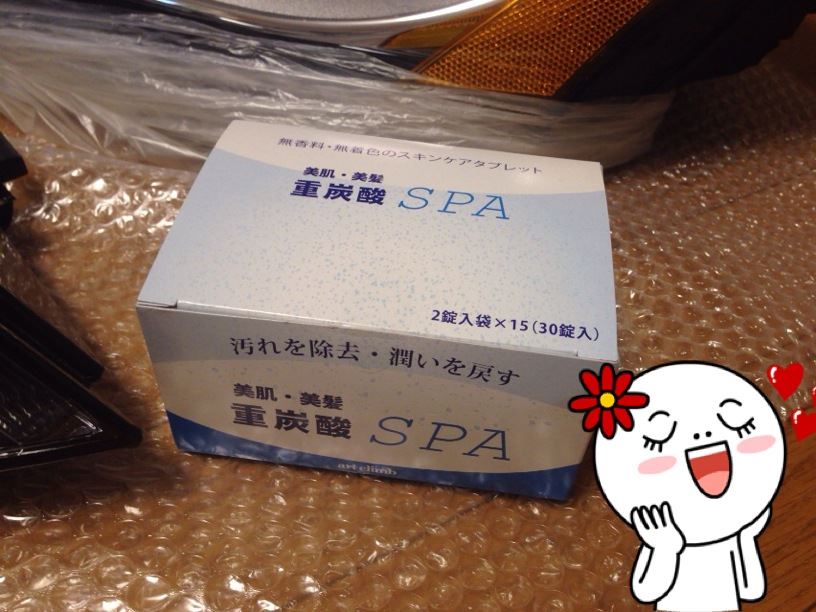 無香料・無着色のスキンケアタブレット
美肌・美髪
重炭酸 SPA
2錠入袋×15(30錠入)
汚れを除去・潤いを戻す
美肌・美髪
重炭酸 SPA
art climb